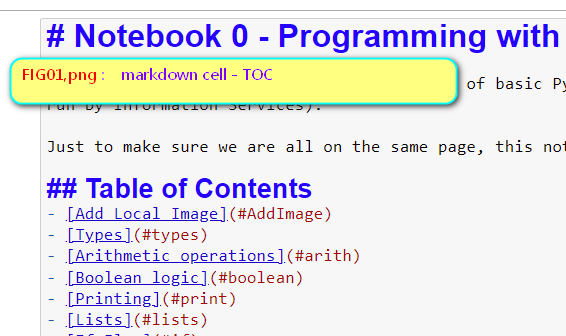 # Notebook 0 - Programming with
FIG01,png : markdown cell - TOC
of basic Py
run by Information Services).
Just to make sure we are all on the same page, this not
## Table of Contents
- [Add Local Image](#AddImage)
- [Types](#types)
- [Arithmetic operations](#arith)
- [Boolean logic](#boolean)
- [Printing](#print)
- [Lists](#lists)